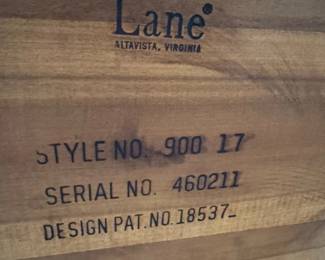 Lane
ALTAVISTA, VIRGINIA
STYLE NO. 900 17
SERIAL NO. 460211
DESIGN PAT. NO. 18537